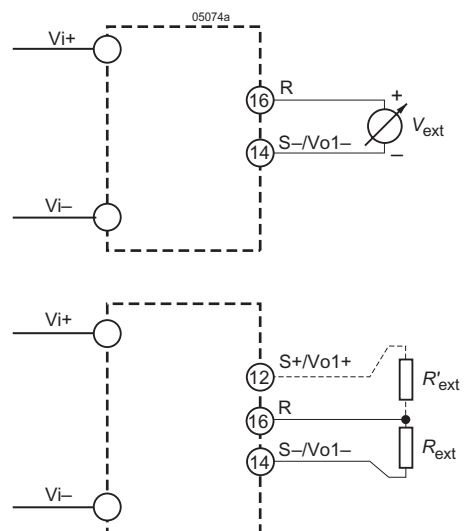 05074a
Vi+
16
R
+
Vext
14
S–/Vo1–
–
Vi–
Vi+
12
S+/Vo1+
R'ext
16
R
14
S–/Vo1–
Rext
Vi–